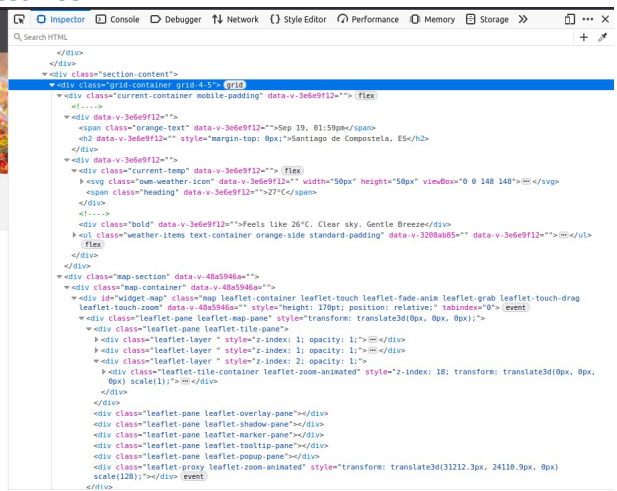 Inspector Console Debugger Network Style Editor Performance Memory Storage
Search HTML
</div>
</div>
<div class="section-content">
<div class="grid-container grid-4-5"> grid
<div class="current-container mobile-padding" data-v-3e6e9f12=""> flex
<!---->
<div data-v-3e6e9f12="">
<span class="orange-text" data-v-3e6e9f12="">Sep 19, 01:59pm</span>
<h2 data-v-3e6e9f12="" style="margin-top: 0px;">Santiago de Compostela, ES</h2>
</div>
<div data-v-3e6e9f12="">
<div class="current-temp" data-v-3e6e9f12=""> flex
<svg class="owm-weather-icon" data-v-3e6e9f12="" width="50px" height="50px" viewBox="0 0 148 148"> </svg>
<span class="heading" data-v-3e6e9f12="">27°C</span>
</div>
<!---->
<div class="bold" data-v-3e6e9f12="">Feels like 26°C. Clear sky. Gentle Breeze</div>
<ul class="weather-items text-container orange-side standard-padding" data-v-3208ab85="" data-v-3e6e9f12=""> </ul>
flex
</div>
</div>
<div class="map-section" data-v-48a5946a="">
<div class="map-container" data-v-48a5946a="">
<div id="widget-map" class="map leaflet-container leaflet-touch leaflet-fade-anim leaflet-grab leaflet-touch-drag
leaflet-touch-zoom" data-v-48a5946a="" style="height: 170pt; position: relative;" tabindex="0"> event
<div class="leaflet-pane leaflet-map-pane" style="transform: translate3d(0px, 0px, 0px);">
<div class="leaflet-pane leaflet-tile-pane">
<div class="leaflet-layer " style="z-index: 1; opacity: 1;"> </div>
<div class="leaflet-layer " style="z-index: 1; opacity: 1;"> </div>
<div class="leaflet-layer " style="z-index: 2; opacity: 1;">
<div class="leaflet-tile-container leaflet-zoom-animated" style="z-index: 18; transform: translate3d(0px, 0px,
0px) scale(1);"> </div>
</div>
</div>
<div class="leaflet-pane leaflet-overlay-pane"></div>
<div class="leaflet-pane leaflet-shadow-pane"></div>
<div class="leaflet-pane leaflet-marker-pane"></div>
<div class="leaflet-pane leaflet-tooltip-pane"></div>
<div class="leaflet-pane leaflet-popup-pane"></div>
<div class="leaflet-proxy leaflet-zoom-animated" style="transform: translate3d(31212.3px, 24110.9px, 0px)
scale(128);"></div> event
</div>